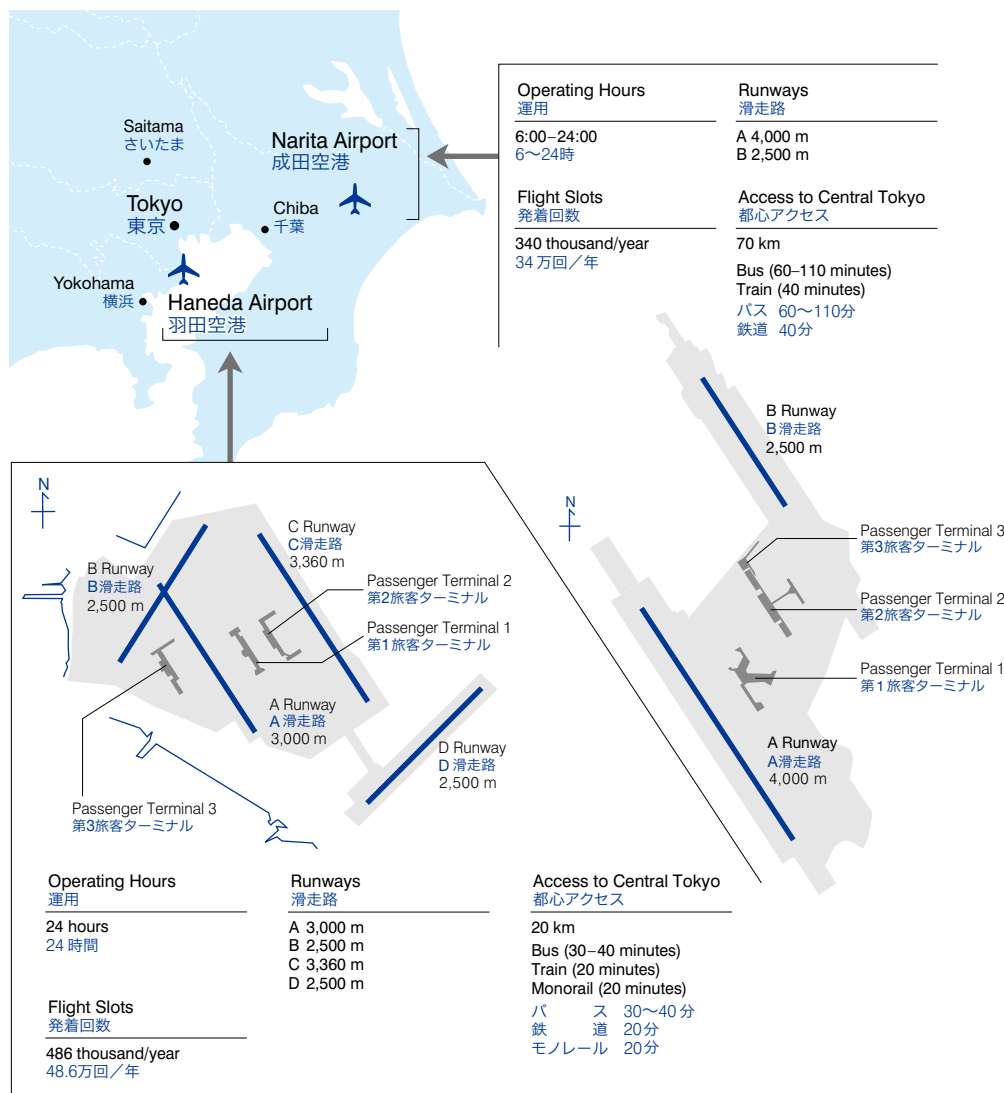 Saitama
さいたま
Tokyo
東京
Yokohama
横浜
Chiba
千葉
Narita Airport
成田空港
Haneda Airport
羽田空港
Operating Hours
運用
6:00–24:00
6〜24時
Runways
滑走路
A 4,000 m
B 2,500 m
Flight Slots
発着回数
340 thousand/year
34万回／年
Access to Central Tokyo
都心アクセス
70 km
Bus (60–110 minutes)
Train (40 minutes)
バス 60〜110分
鉄道 40分
N
B Runway
B滑走路
2,500 m
Passenger Terminal 3
第3旅客ターミナル
Passenger Terminal 2
第2旅客ターミナル
Passenger Terminal 1
第1旅客ターミナル
A Runway
A滑走路
4,000 m
N
C Runway
C滑走路
3,360 m
B Runway
B滑走路
2,500 m
Passenger Terminal 2
第2旅客ターミナル
Passenger Terminal 1
第1旅客ターミナル
A Runway
A滑走路
3,000 m
D Runway
D滑走路
2,500 m
Passenger Terminal 3
第3旅客ターミナル
Operating Hours
運用
24 hours
24時間
Runways
滑走路
A 3,000 m
B 2,500 m
C 3,360 m
D 2,500 m
Access to Central Tokyo
都心アクセス
20 km
Bus (30–40 minutes)
Train (20 minutes)
Monorail (20 minutes)
バス 30〜40分
鉄道 20分
モノレール 20分
Flight Slots
発着回数
486 thousand/year
48.6万回／年